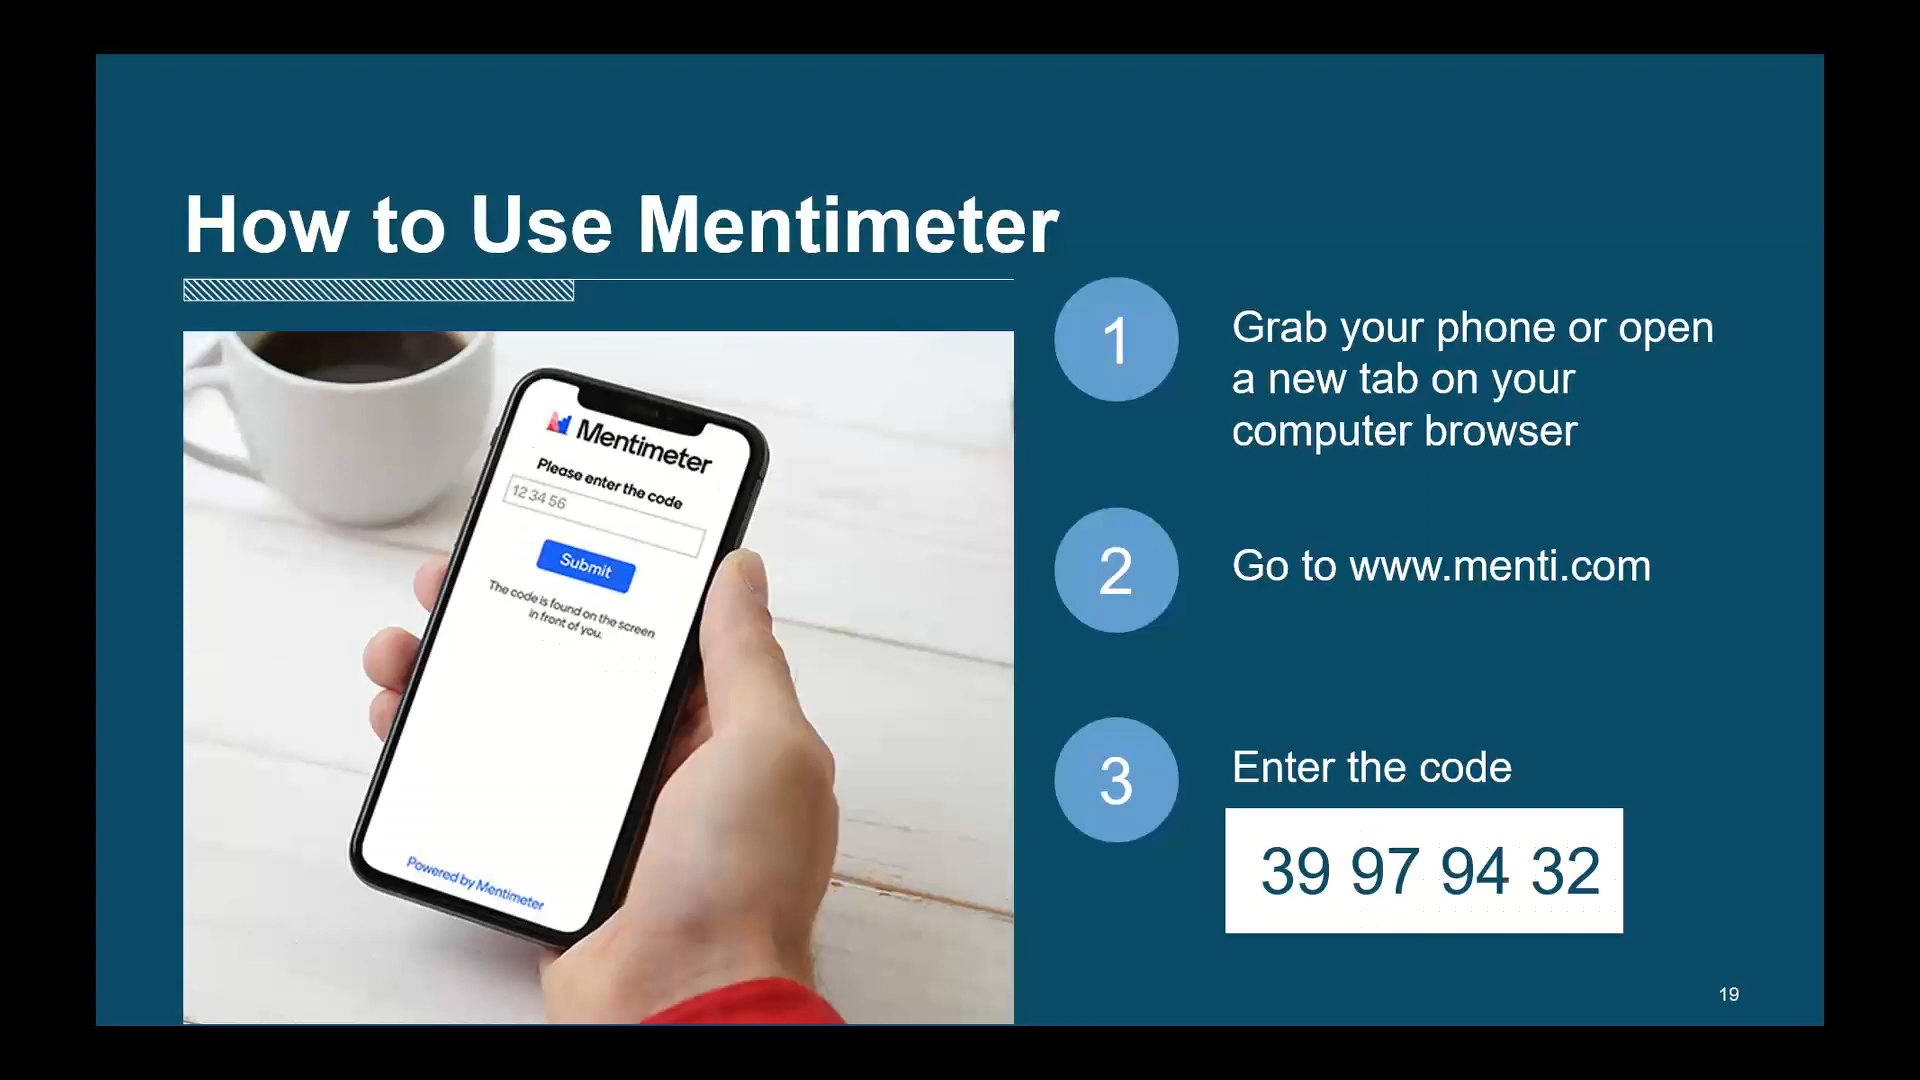 How to Use Mentimeter
Mentimeter
Please enter the code
12 34 56
Submit
The code is found on the screen
in front of you.
Powered by Mentimeter
1
Grab your phone or open
a new tab on your
computer browser
2
Go to www.menti.com
3
Enter the code
39 97 94 32
19